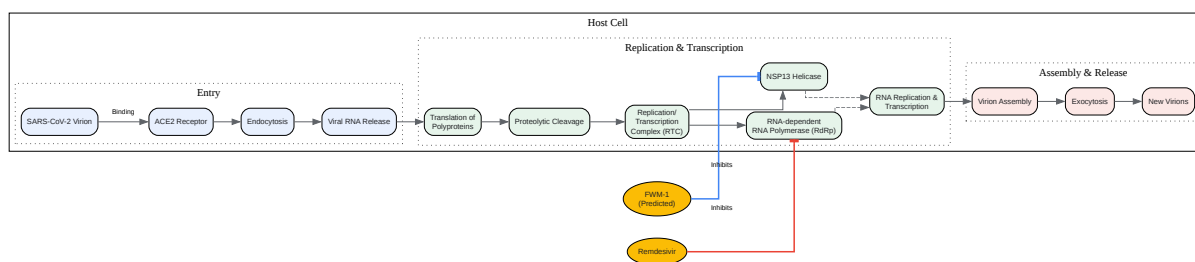 Host Cell
Replication & Transcription
Entry
Assembly & Release
SARS-CoV-2 Virion
Binding
ACE2 Receptor
Endocytosis
Viral RNA Release
Translation of
Polyproteins
Proteolytic Cleavage
Replication/
Transcription
Complex (RTC)
NSP13 Helicase
RNA-dependent
RNA Polymerase (RdRp)
RNA Replication &
Transcription
Virion Assembly
Exocytosis
New Virions
Inhibits
FWM-1
(Predicted)
Inhibits
Remdesivir